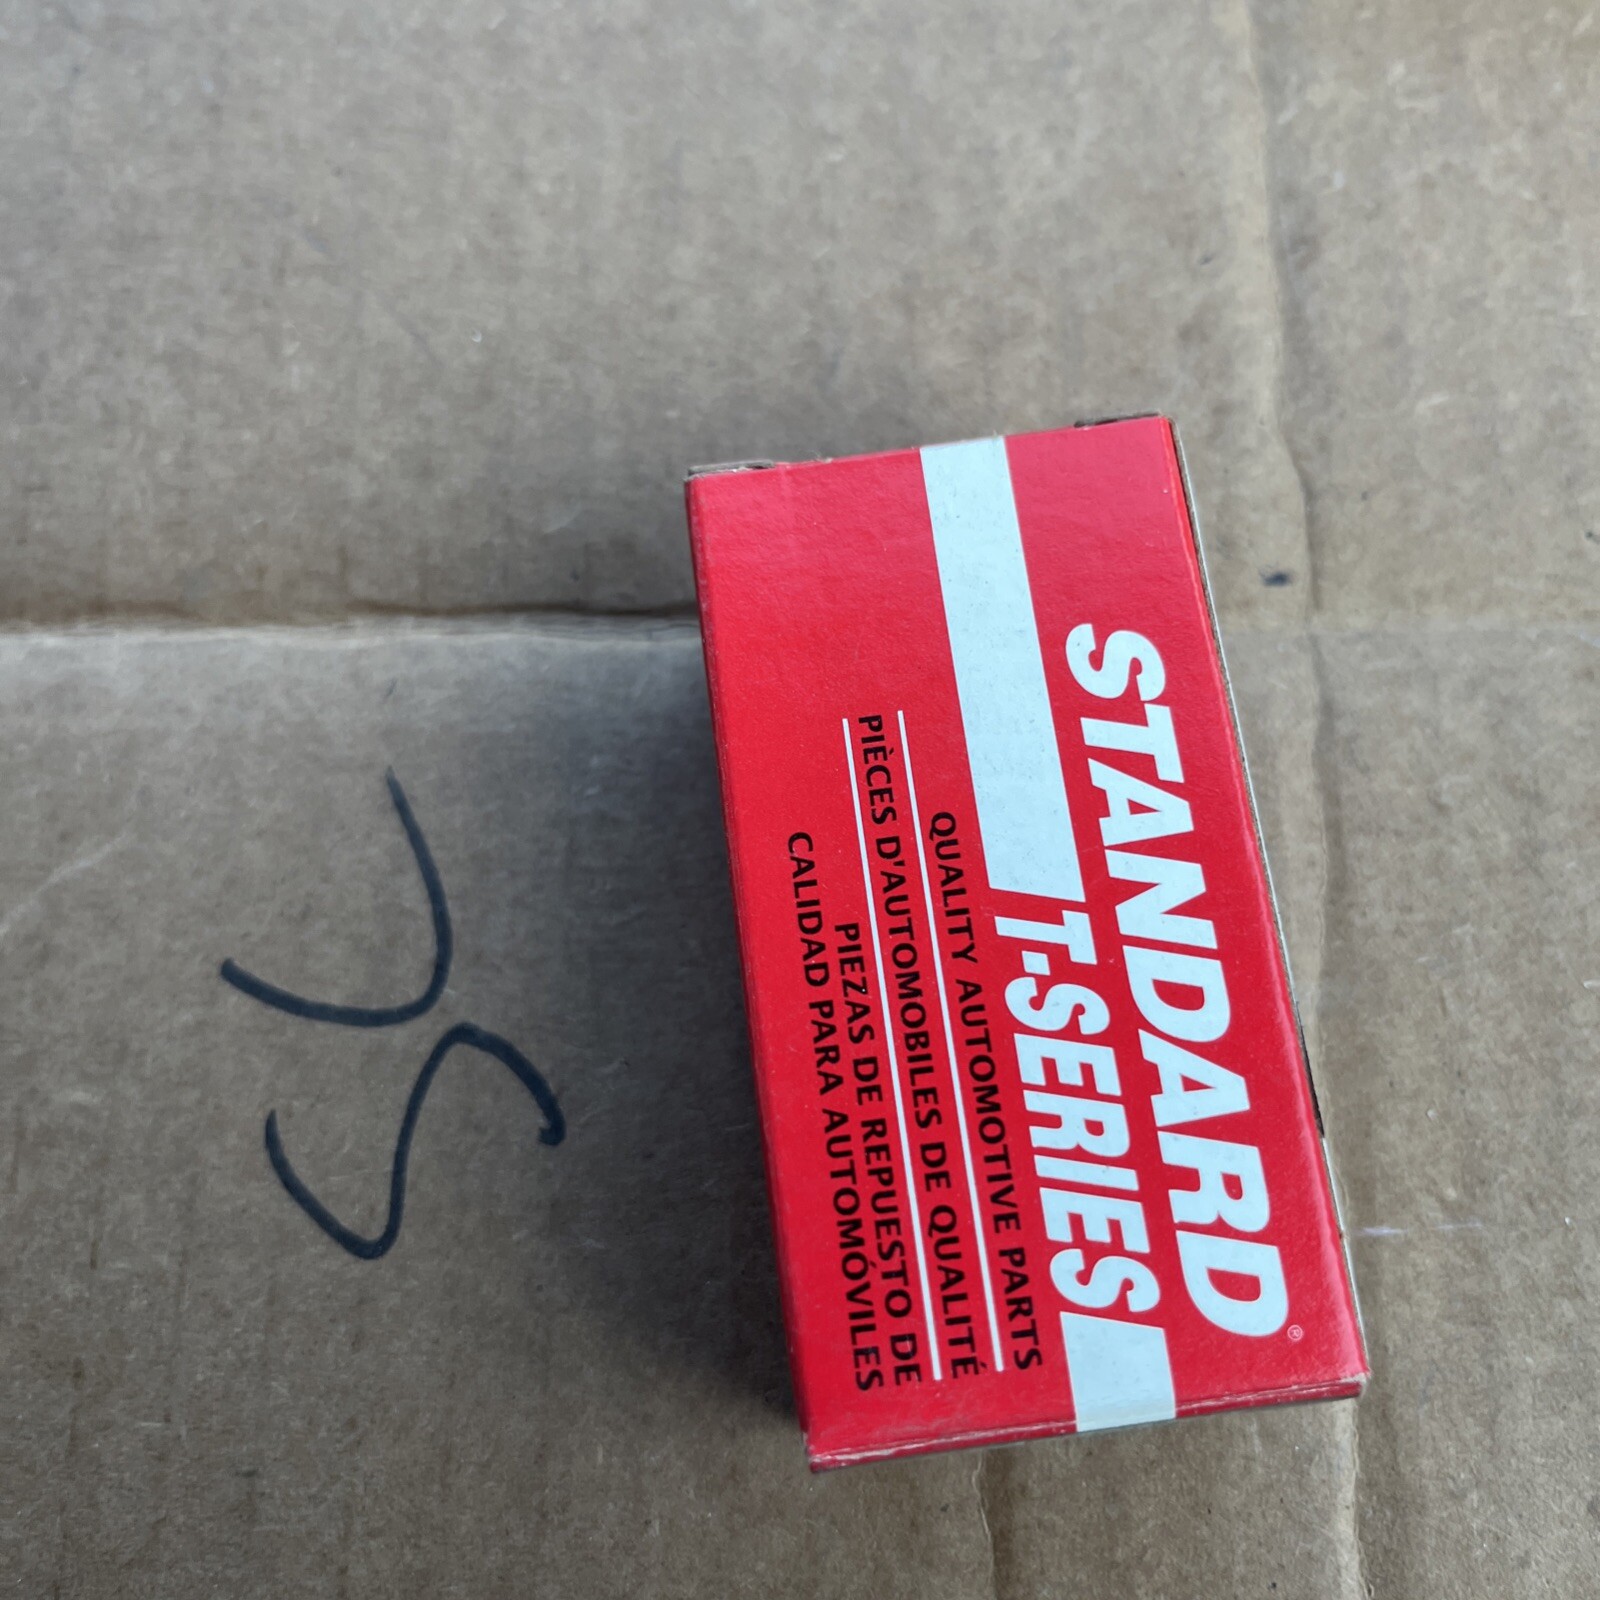 STANDARD®
T-SERIES
QUALITY AUTOMOTIVE PARTS
PIÈCES D'AUTOMOBILES DE QUALITÉ
PIEZAS DE REPUESTO DE
CALIDAD PARA AUTOMÓVILES